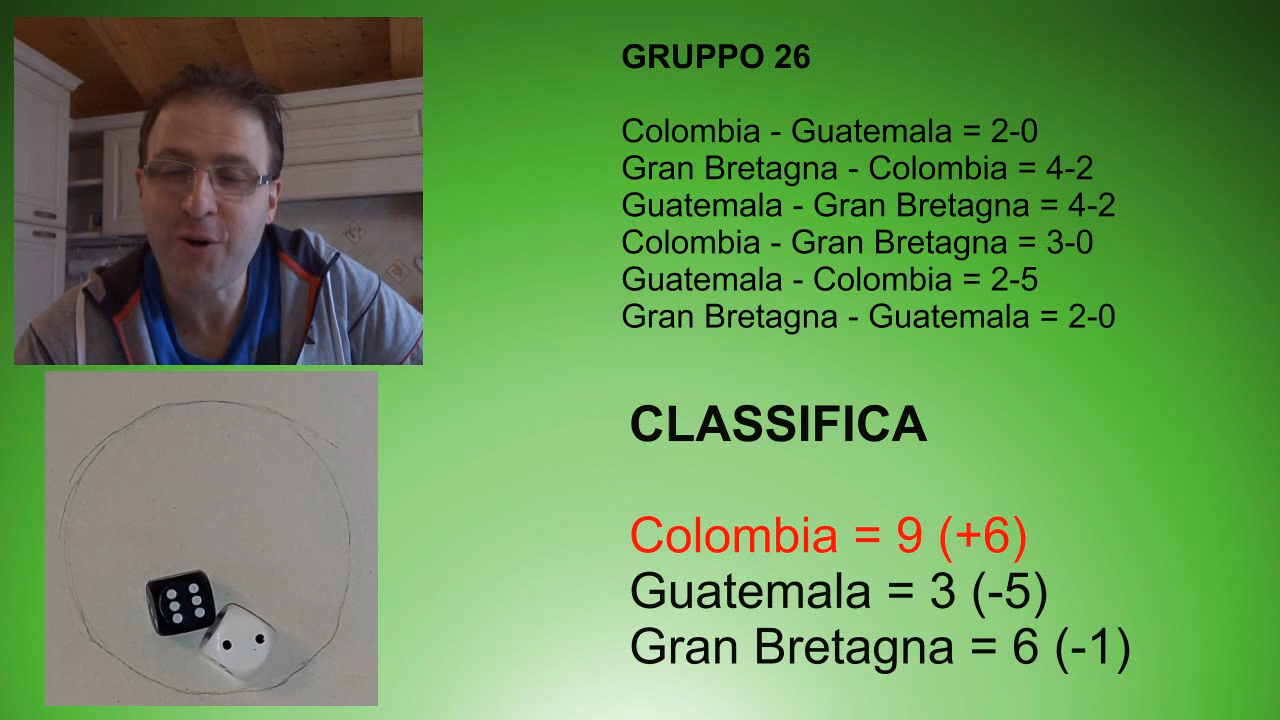 GRUPPO 26
Colombia - Guatemala = 2-0
Gran Bretagna - Colombia = 4-2
Guatemala - Gran Bretagna = 4-2
Colombia - Gran Bretagna = 3-0
Guatemala - Colombia = 2-5
Gran Bretagna - Guatemala = 2-0
CLASSIFICA
Colombia = 9 (+6)
Guatemala = 3 (-5)
Gran Bretagna = 6 (-1)